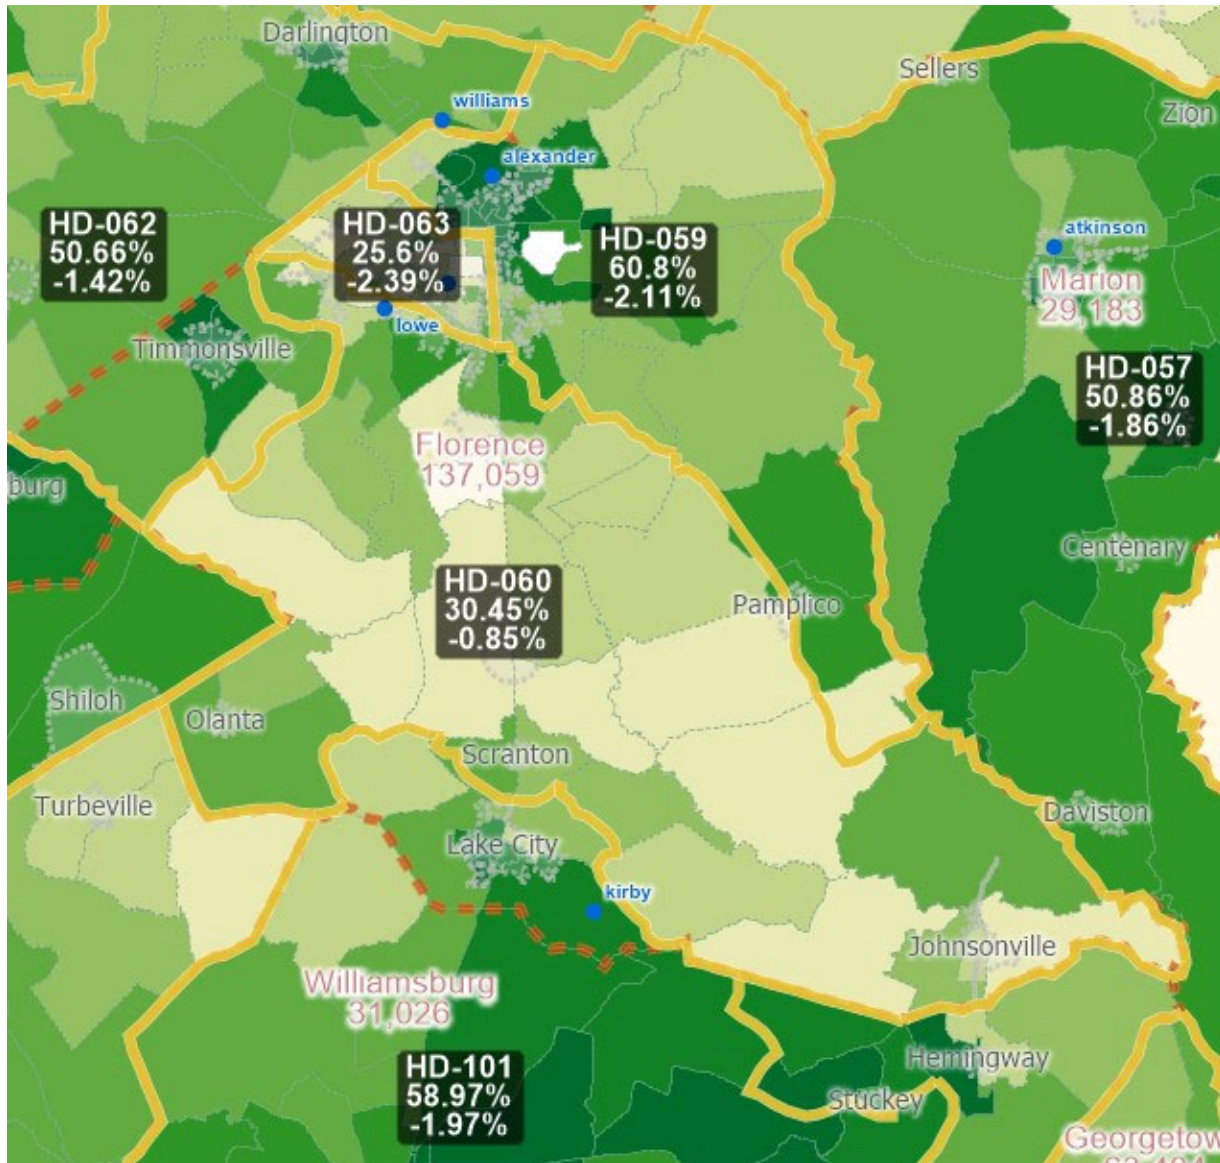 Darlington
Sellers
Zion
williams
alexander
HD-062
50.66%
-1.42%
HD-063
25.6%
-2.39%
HD-059
60.8%
-2.11%
atkinson
Marion
29,183
lowe
Timmonsville
HD-057
50.86%
-1.86%
Florence
137,059
burg
Centenary
HD-060
30.45%
-0.85%
Pamplico
Shiloh
Olanta
Scranton
Turbeville
Daviston
Lake City
kirby
Johnsonville
Williamsburg
31,026
HD-101
58.97%
-1.97%
Hemingway
Stuckey
Georgetow